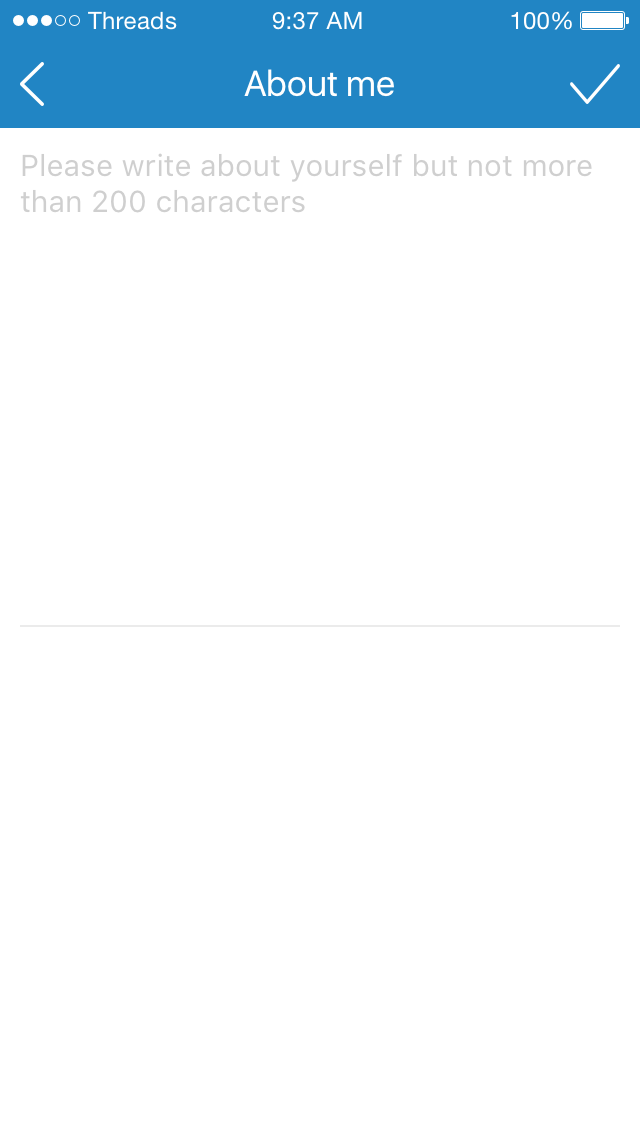 Threads 9:37 AM 100%
About me
Please write about yourself but not more
than 200 characters